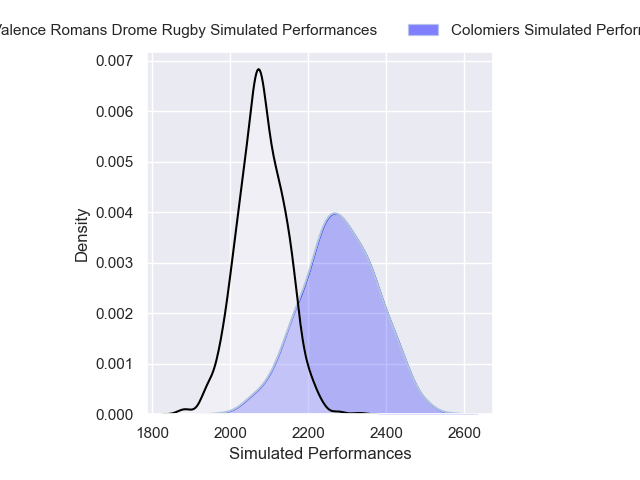 Valence Romans Drome Rugby Simulated Performances
Colomiers Simulated
0.007
0.006
0.005
0.004
0.003
0.002
0.001
0.000
Density
1800 2000 2200 2400 2600
Simulated Performances